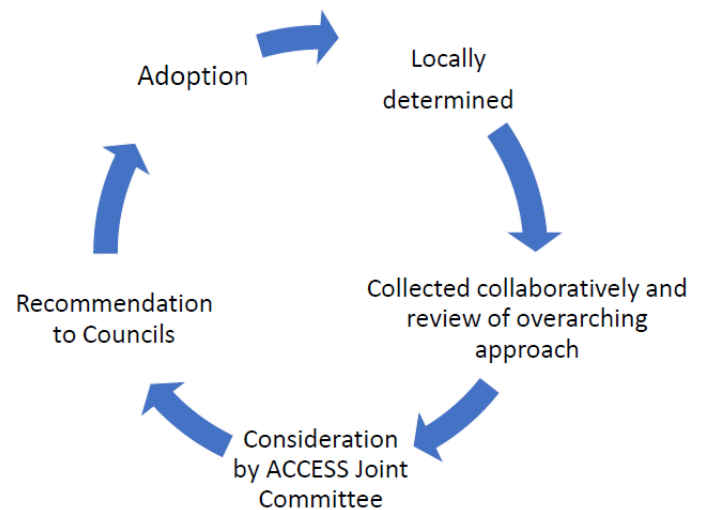 Adoption
Locally
determined
Collected collaboratively and
review of overarching
approach
Consideration
by ACCESS Joint
Committee
Recommendation
to Councils